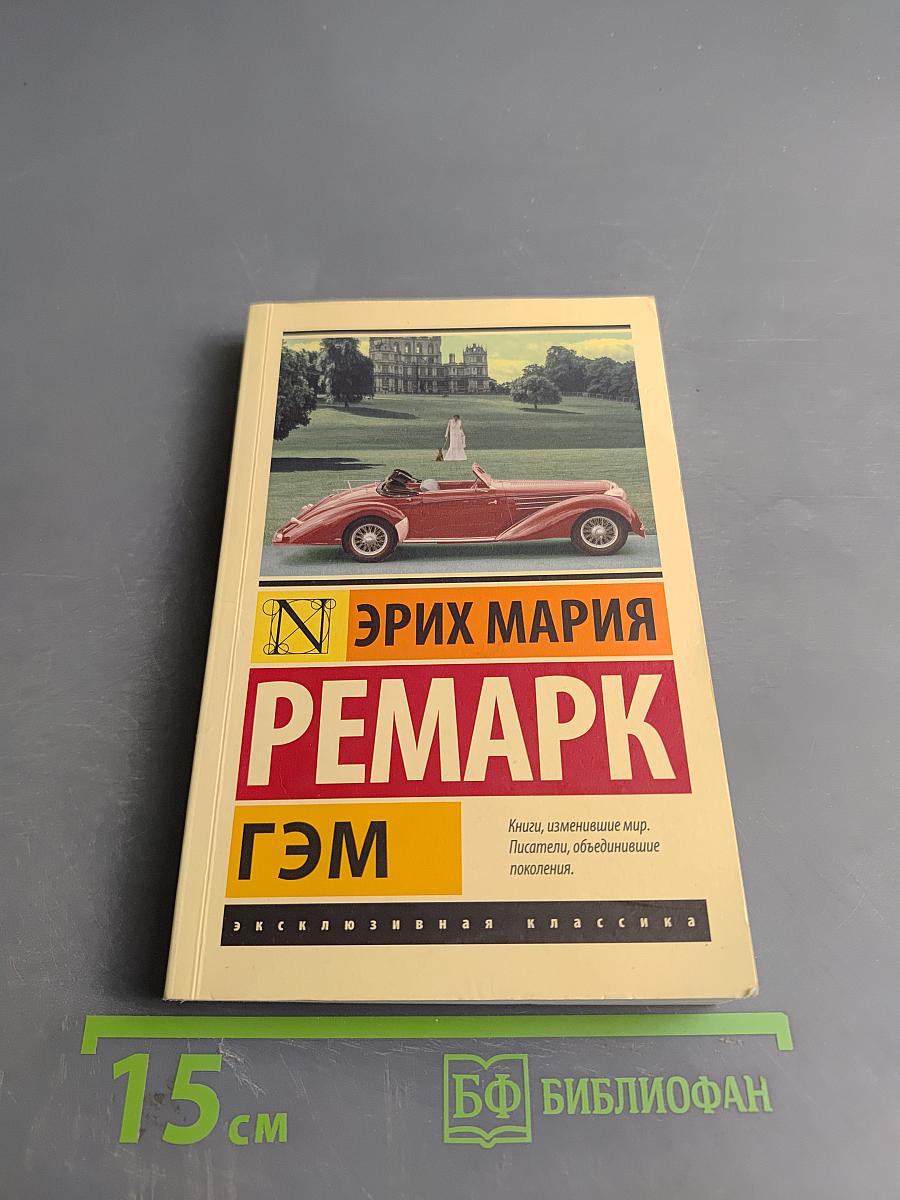 N ЭРИХ МАРИЯ
РЕМАРК
ГЭМ
Книги, изменившие мир.
Писатели, объединившие
поколения.
эксклюзивная классика
15 см
БФ БИБЛИОФАН